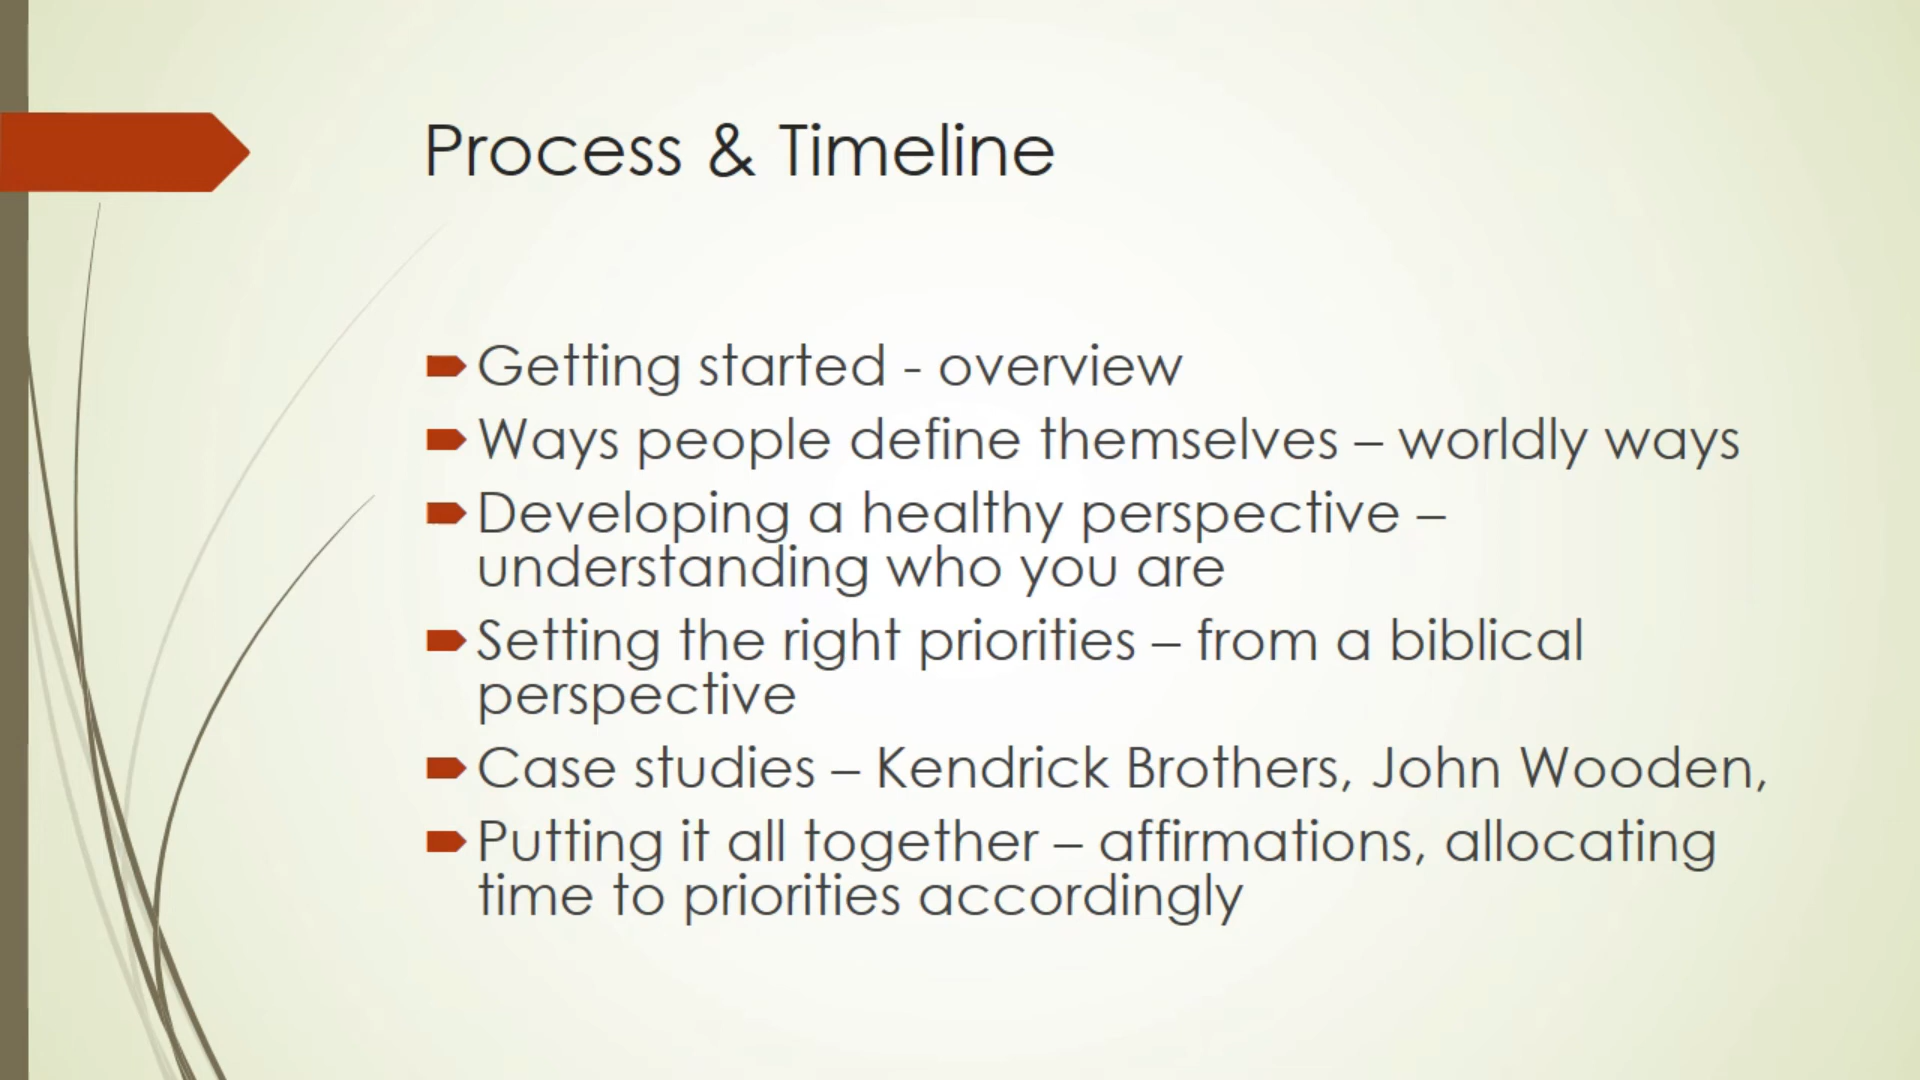 Process & Timeline
Getting started - overview
Ways people define themselves – worldly ways
Developing a healthy perspective –
understanding who you are
Setting the right priorities – from a biblical
perspective
Case studies – Kendrick Brothers, John Wooden,
Putting it all together – affirmations, allocating
time to priorities accordingly